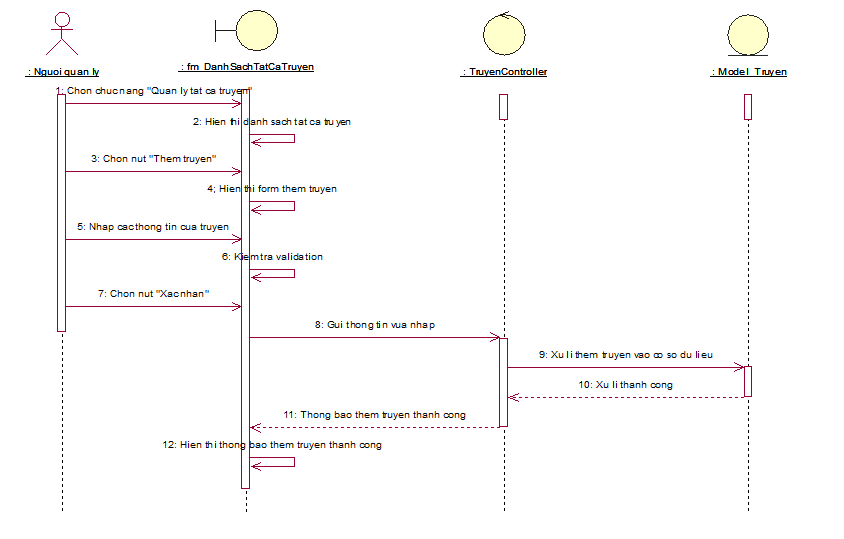 : Nguoi quan ly
: fm_DanhSachTatCaTruyen
: TruyenController
: Model_Truyen
1: Chon chuc nang "Quan ly tat ca truyen"
2: Hien thi danh sach tat ca truyen
3: Chon nut "Them truyen"
4; Hien thi form them truyen
5: Nhap cac thong tin cua truyen
6: Kiem tra validation
7: Chon nut "Xac nhan"
8: Gui thong tin vua nhap
9: Xu li them truyen vao co so du lieu
10: Xu li thanh cong
11: Thong bao them truyen thanh cong
12: Hien thi thong bao them truyen thanh cong